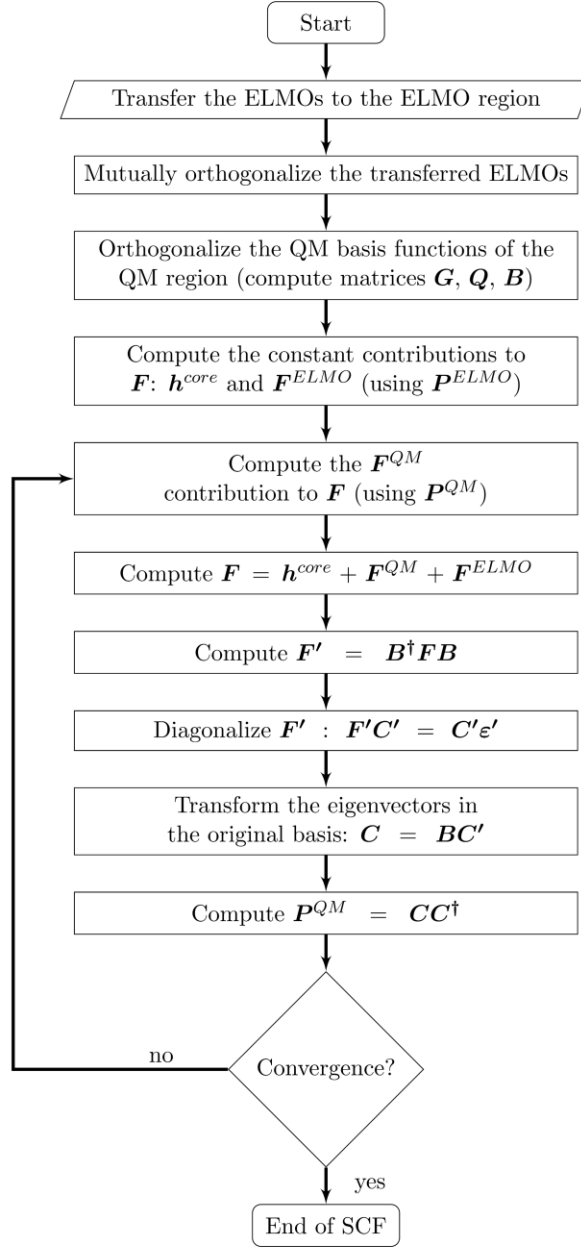 Start
Transfer the ELMOs to the ELMO region
Mutually orthogonalize the transferred ELMOs
Orthogonalize the QM basis functions of the
QM region (compute matrices G, Q, B)
Compute the constant contributions to
F: h^{core} and F^{ELMO} (using P^{ELMO})
Compute the F^{QM}
contribution to F (using P^{QM})
Compute F = h^{core} + F^{QM} + F^{ELMO}
Compute F′ = B^†FB
Diagonalize F′ : F′C′ = C′ε′
Transform the eigenvectors in
the original basis: C = BC′
Compute P^{QM} = CC^†
no
Convergence?
yes
End of SCF